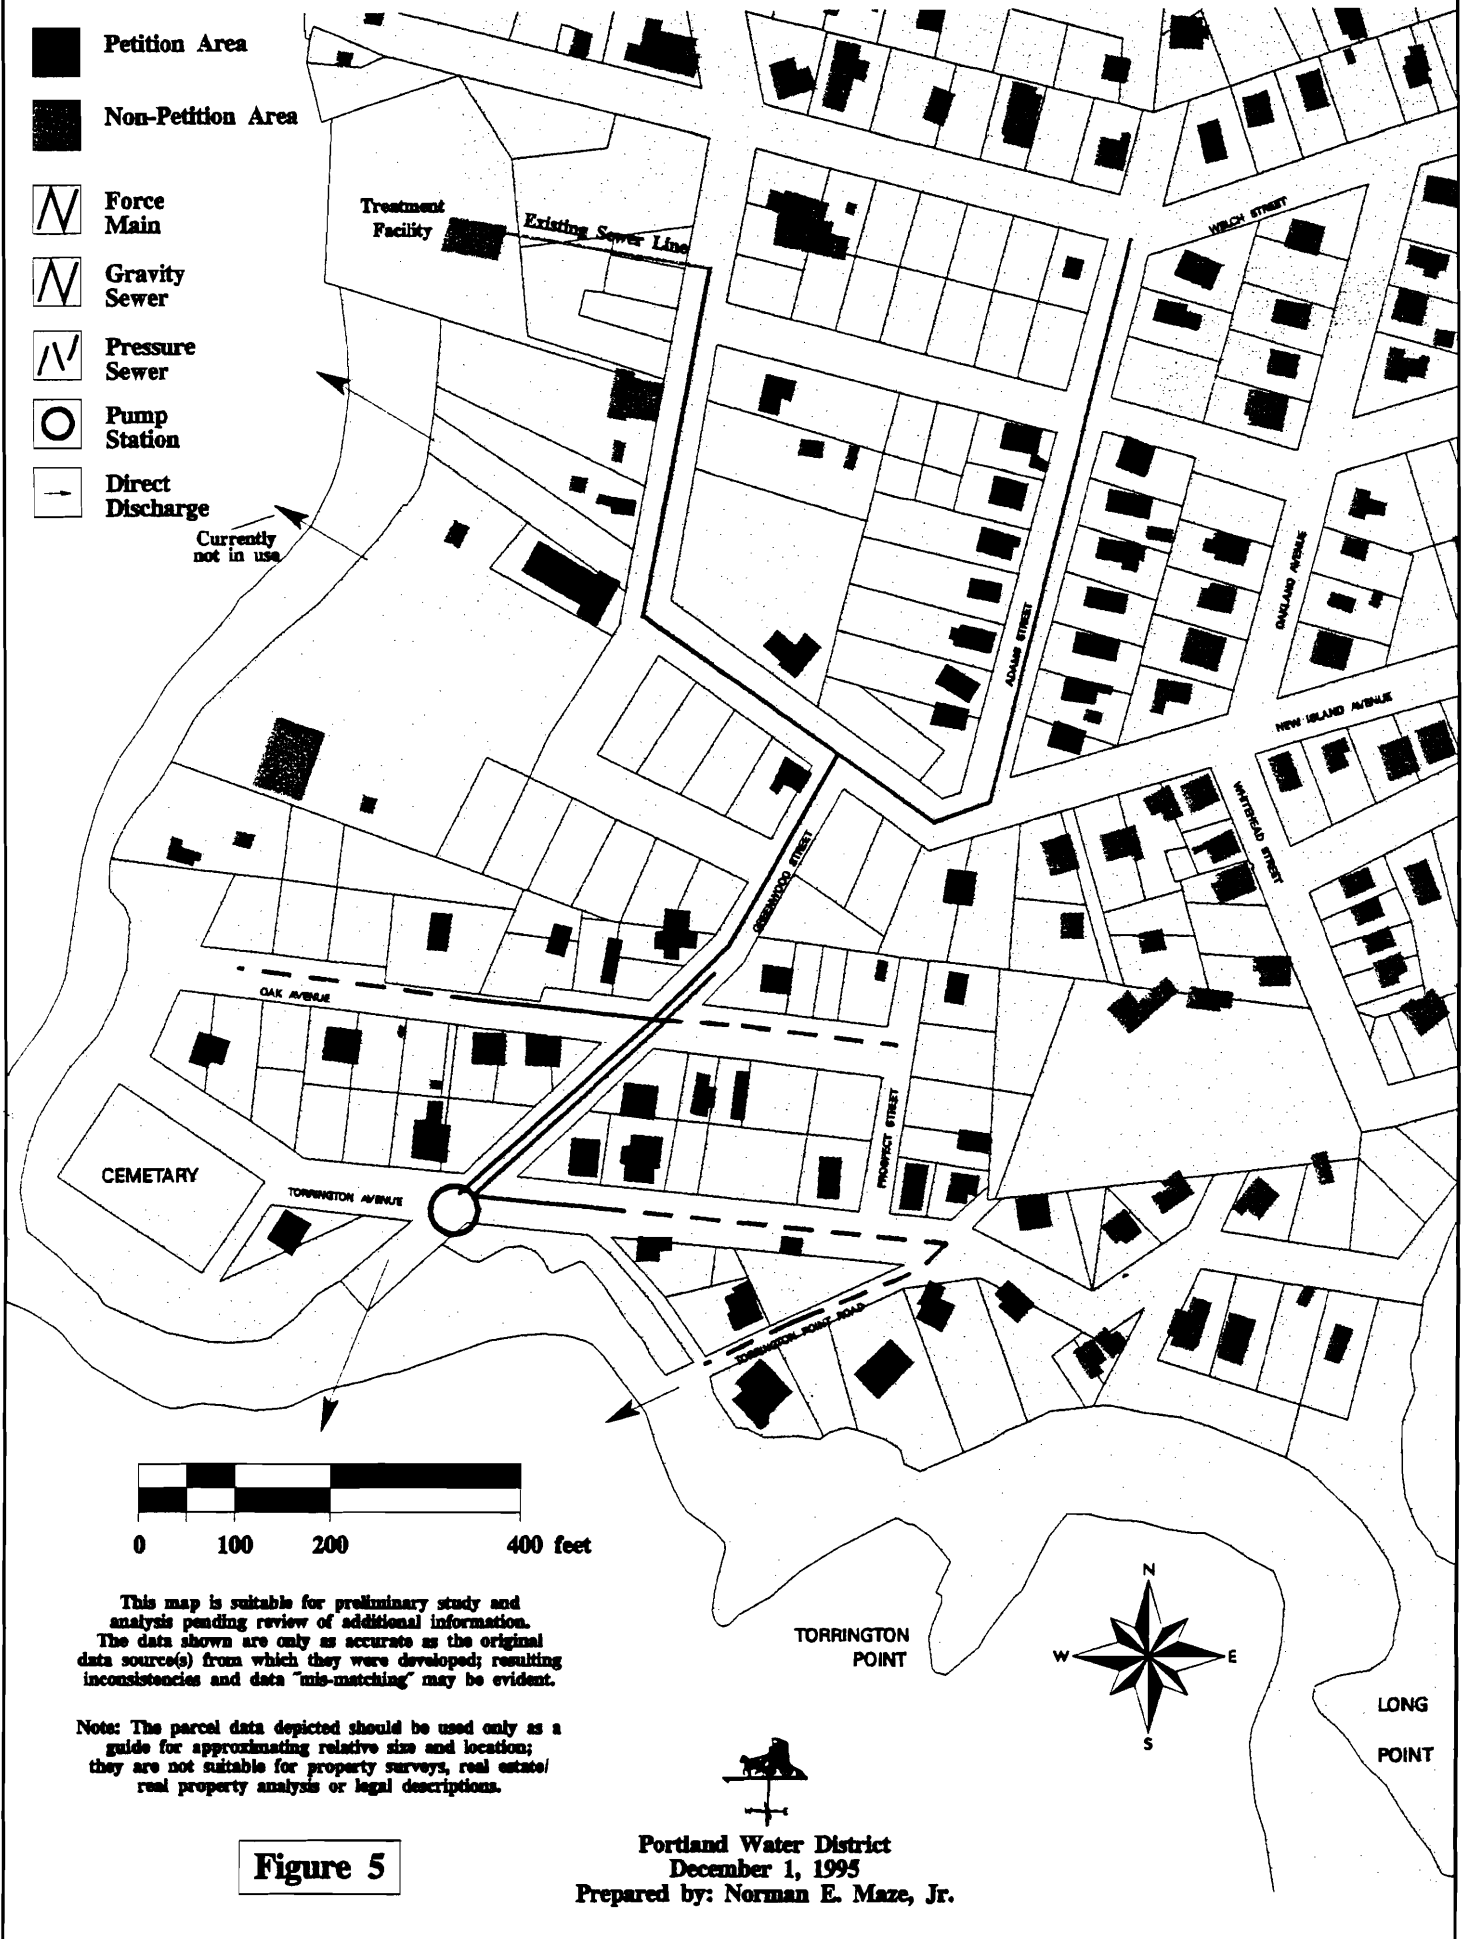 Petition Area
Non-Petition Area
Force
Main
Gravity
Sewer
Pressure
Sewer
Pump
Station
Direct
Discharge
Currently
not in use
Treatment
Facility
Existing Sewer Line
WELCH STREET
OAKLAND AVENUE
ADAMS STREET
NEW ISLAND AVENUE
WHITEHEAD STREET
GREENWOOD STREET
OAK AVENUE
PROSPECT STREET
CEMETARY
TORRINGTON AVENUE
TORRINGTON POINT ROAD
0 100 200 400 feet
This map is suitable for preliminary study and
analysis pending review of additional information.
The data shown are only as accurate as the original
data source(s) from which they were developed; resulting
inconsistencies and data "mis-matching" may be evident.
Note: The parcel data depicted should be used only as a
guide for approximating relative size and location;
they are not suitable for property surveys, real estate/
real property analysis or legal descriptions.
TORRINGTON
POINT
N
W
E
S
LONG
POINT
Figure 5
Portland Water District
December 1, 1995
Prepared by: Norman E. Maze, Jr.